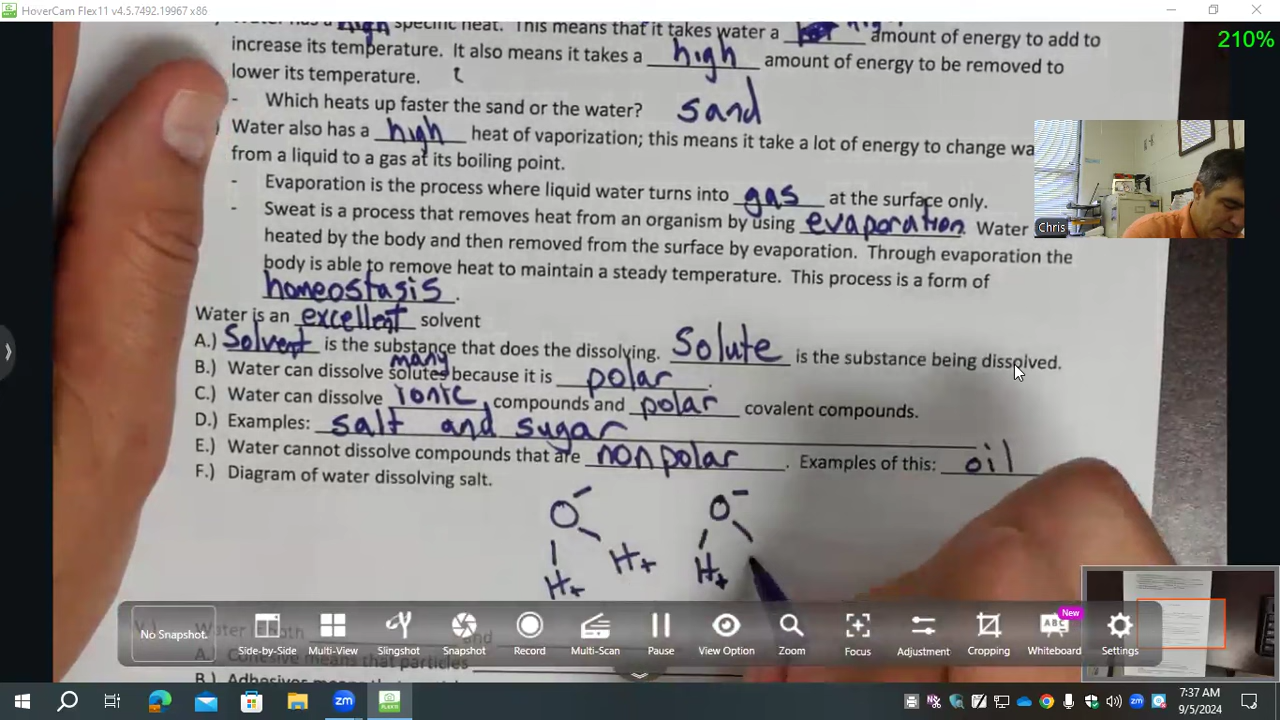 HoverCam Flex11 v4.5.7492.19967 x86
210%
high specific heat. This means that it takes water a high amount of energy to add to
increase its temperature. It also means it takes a high amount of energy to be removed to
lower its temperature.
- Which heats up faster the sand or the water? sand
Water also has a high heat of vaporization; this means it take a lot of energy to change wa
from a liquid to a gas at its boiling point.
- Evaporation is the process where liquid water turns into gas at the surface only.
- Sweat is a process that removes heat from an organism by using evaporation. Water
Chris
heated by the body and then removed from the surface by evaporation. Through evaporation the
body is able to remove heat to maintain a steady temperature. This process is a form of
homeostasis.
Water is an excellent solvent
A.) Solvent is the substance that does the dissolving. Solute is the substance being dissolved.
B.) Water can dissolve many solutes because it is polar.
C.) Water can dissolve ionic compounds and polar covalent compounds.
D.) Examples: salt and sugar
E.) Water cannot dissolve compounds that are nonpolar. Examples of this: oil
F.) Diagram of water dissolving salt.
O− O−
H+ H+
H+
No Snapshot.
Side-by-Side Multi-View Slingshot Snapshot Record Multi-Scan Pause View Option Zoom Focus Adjustment Cropping Whiteboard Settings
New
ABC
and
A.) Cohesive means that particles
7:37 AM
9/5/2024